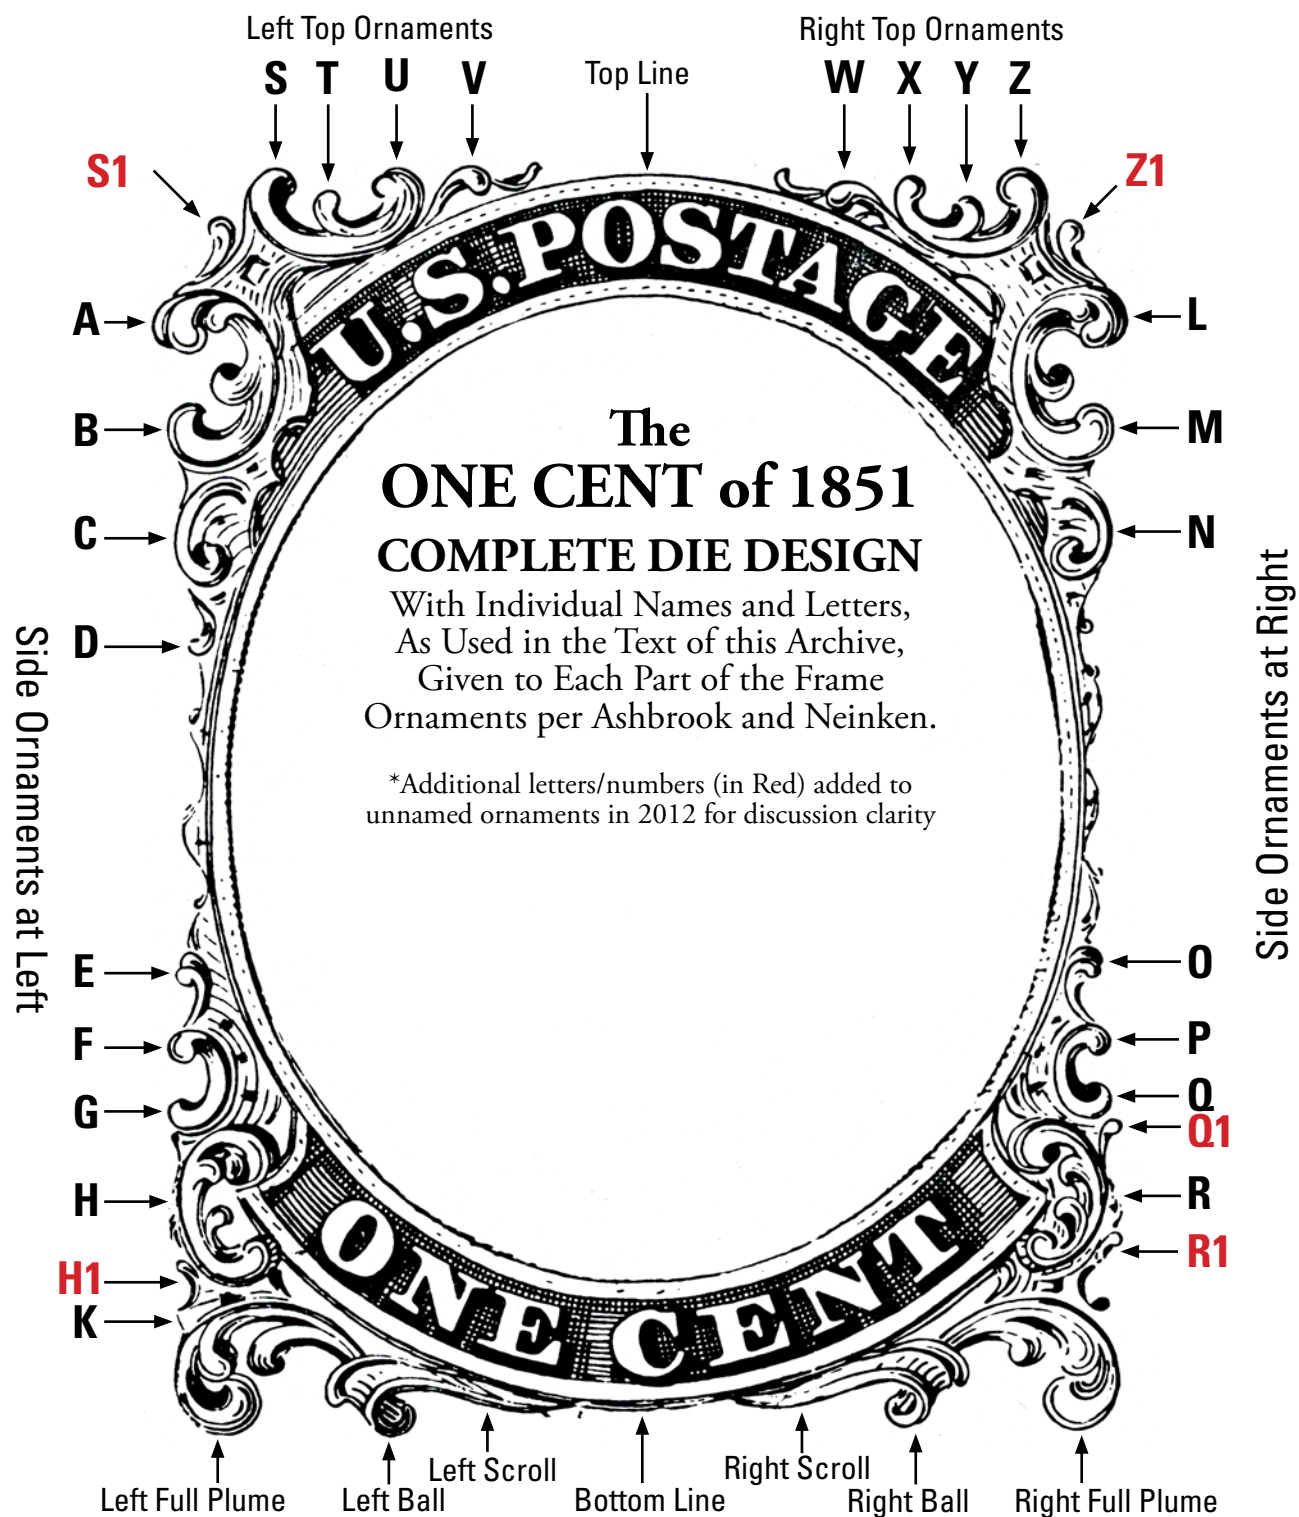 Left Top Ornaments
Right Top Ornaments
S T U V
Top Line
W X Y Z
S1
Z1
U.S.POSTAGE
A
L
B
M
C
N
D
Side Ornaments at Left
Side Ornaments at Right
The
ONE CENT of 1851
COMPLETE DIE DESIGN
With Individual Names and Letters,
As Used in the Text of this Archive,
Given to Each Part of the Frame
Ornaments per Ashbrook and Neinken.
*Additional letters/numbers (in Red) added to
unnamed ornaments in 2012 for discussion clarity
E
O
F
P
G
Q
Q1
H
R
R1
H1
K
ONE CENT
Left Full Plume
Left Ball
Left Scroll
Bottom Line
Right Scroll
Right Ball
Right Full Plume